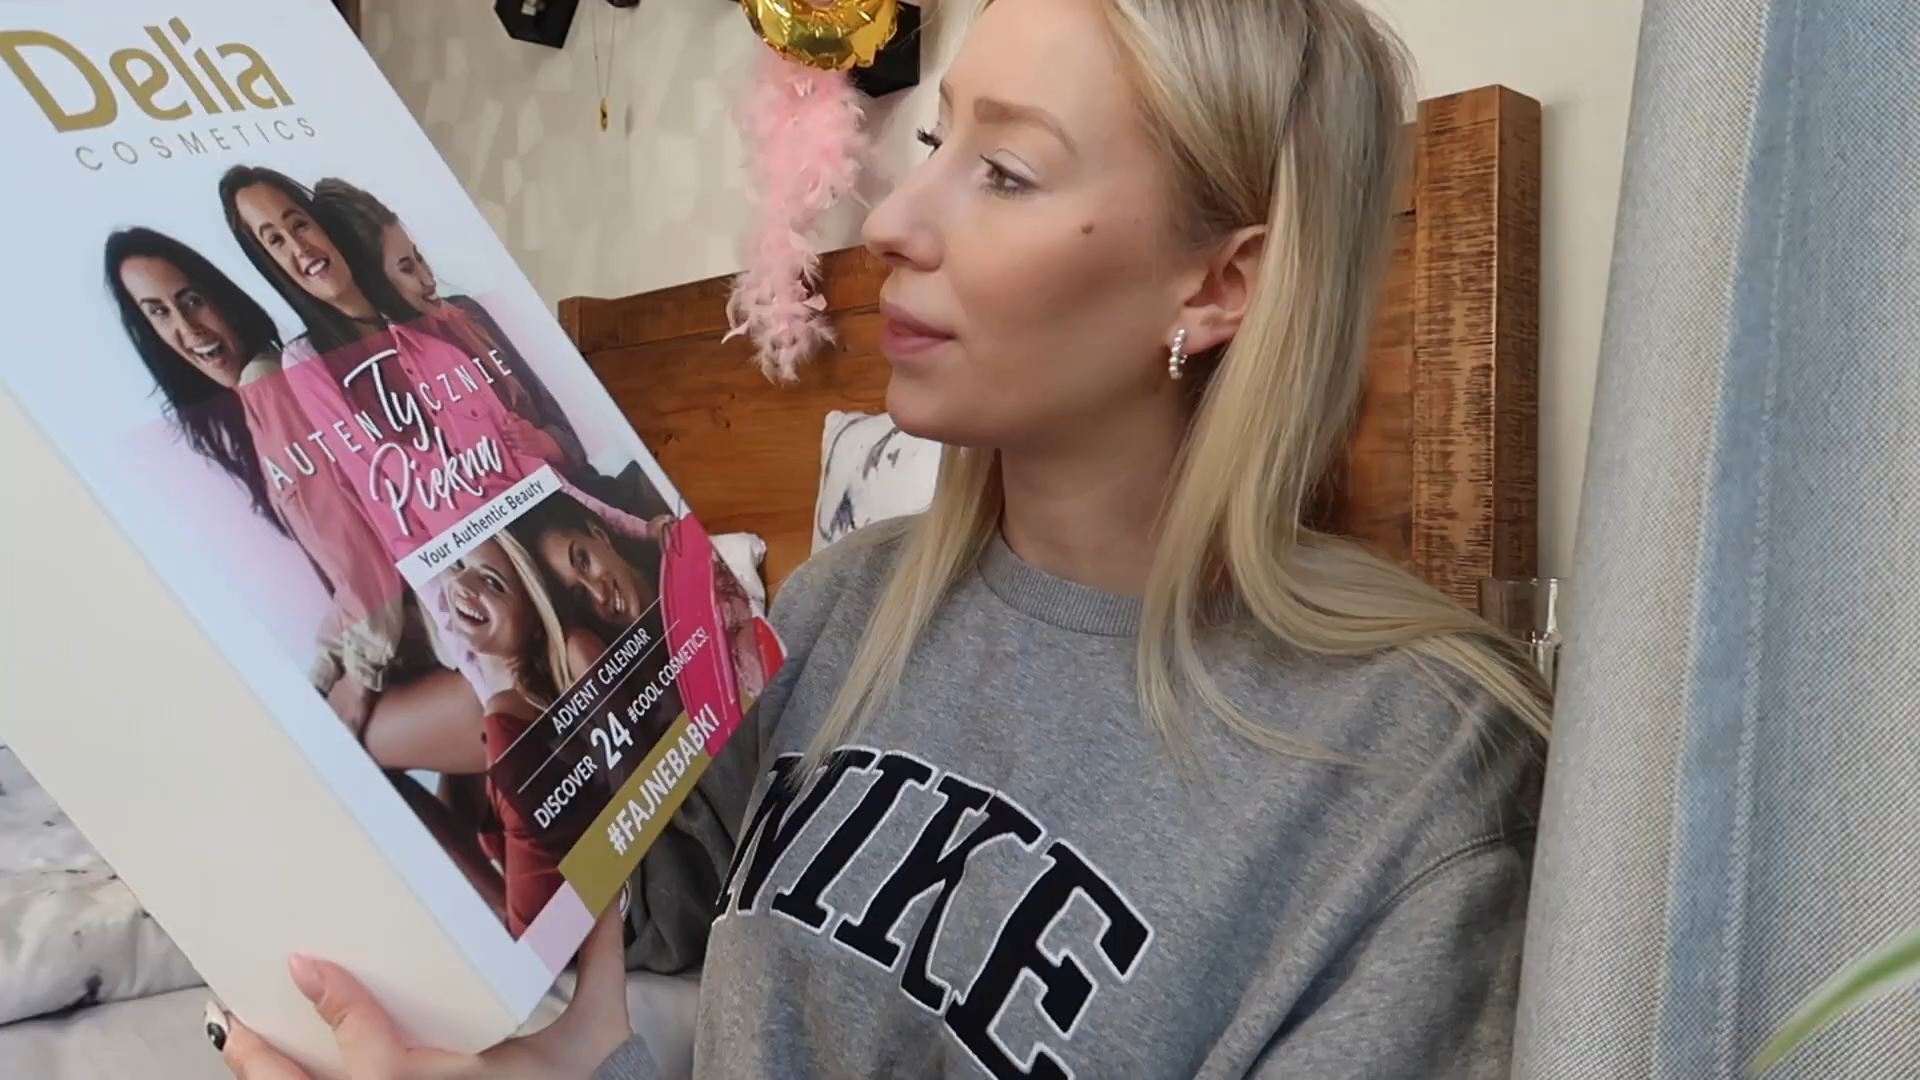 Delia
COSMETICS
AUTENTyCZNIE
Piękna
Your Authentic Beauty
ADVENT CALENDAR
DISCOVER 24 #COOL COSMETICS!
#FAJNEBABKI
NIKE